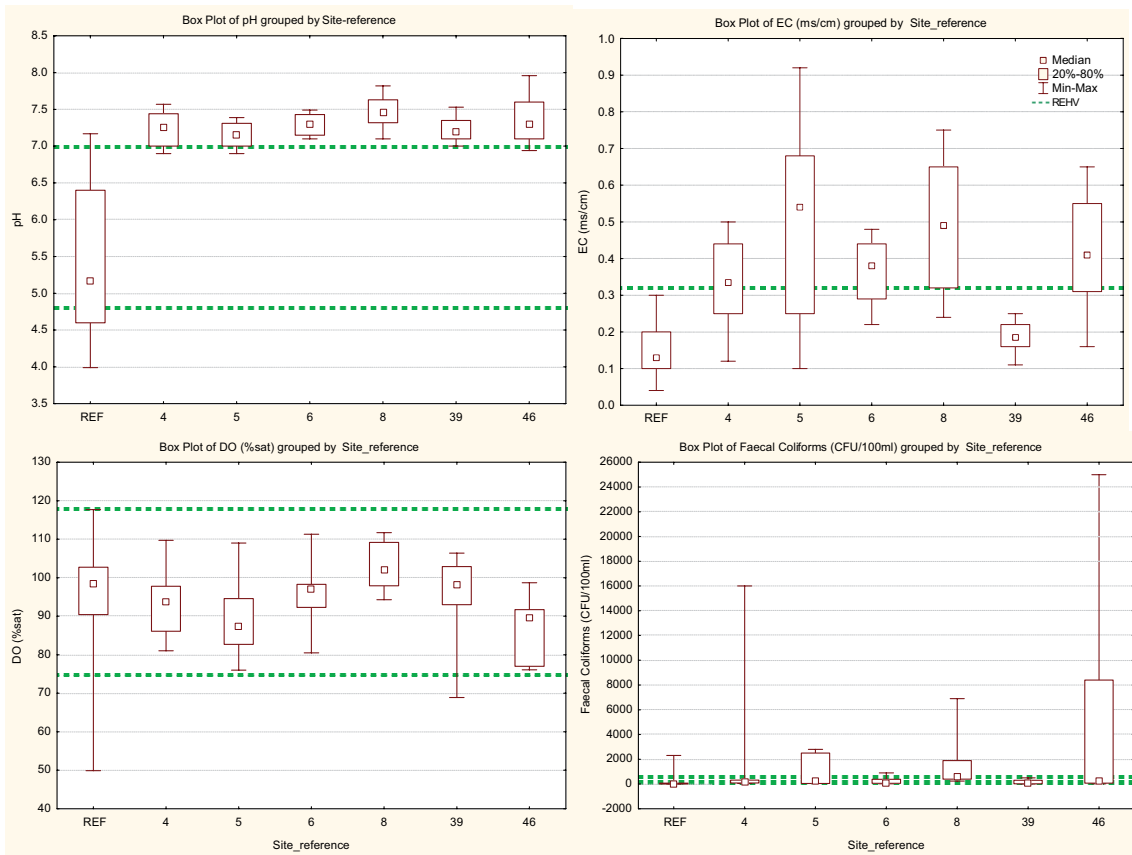 Box Plot of pH grouped by Site-reference
8.5
8.0
7.5
7.0
6.5
6.0
5.5
5.0
4.5
4.0
3.5
pH
REF 4 5 6 8 39 46
Box Plot of EC (ms/cm) grouped by Site_reference
1.0
0.9
0.8
0.7
0.6
0.5
0.4
0.3
0.2
0.1
0.0
EC (ms/cm)
Median
20%-80%
Min-Max
REHV
REF 4 5 6 8 39 46
Box Plot of DO (%sat) grouped by Site_reference
130
120
110
100
90
80
70
60
50
40
DO (%sat)
REF 4 5 6 8 39 46
Site_reference
Box Plot of Faecal Coliforms (CFU/100ml) grouped by Site_reference
26000
24000
22000
20000
18000
16000
14000
12000
10000
8000
6000
4000
2000
0
-2000
Faecal Coliforms (CFU/100ml)
REF 4 5 6 8 39 46
Site_reference